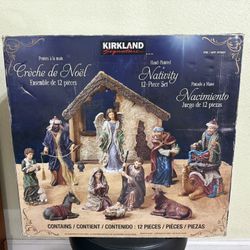 KIRKLAND
Signature
Peintes à la main
Crèche de Noël
Ensemble de 12 pièces
Hand-Painted
Nativity
12-Piece Set
Pintado a Mano
Nacimiento
Juego de 12 piezas
CONTAINS / CONTIENT / CONTENIDO : 12 PIECES / PIÈCES / PIEZAS